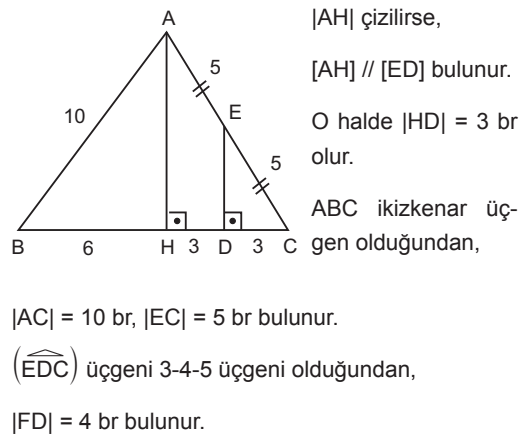 A
|AH| çizilirse,
5
[AH] // [ED] bulunur.
E
10
O halde |HD| = 3 br
5
olur.
ABC ikizkenar üç-
B 6 H 3 D 3 C
gen olduğundan,
|AC| = 10 br, |EC| = 5 br bulunur.
(EDC) üçgeni 3-4-5 üçgeni olduğundan,
|FD| = 4 br bulunur.